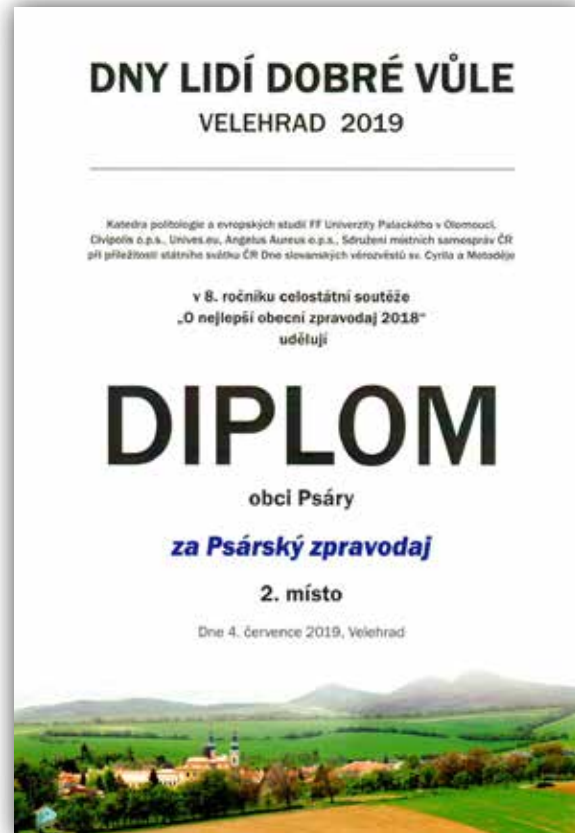 DNY LIDÍ DOBRÉ VŮLE
VELEHRAD 2019
Katedra politologie a evropských studií FF Univerzity Palackého v Olomouci,
Civipolis o.p.s., Unives.eu, Angelus Aureus o.p.s., Sdružení místních samospráv ČR
při příležitosti státního svátku ČR Dne slovanských věrozvěstů sv. Cyrila a Metoděje
v 8. ročníku celostátní soutěže
„O nejlepší obecní zpravodaj 2018“
udělují
DIPLOM
obci Psáry
za Psárský zpravodaj
2. místo
Dne 4. července 2019, Velehrad